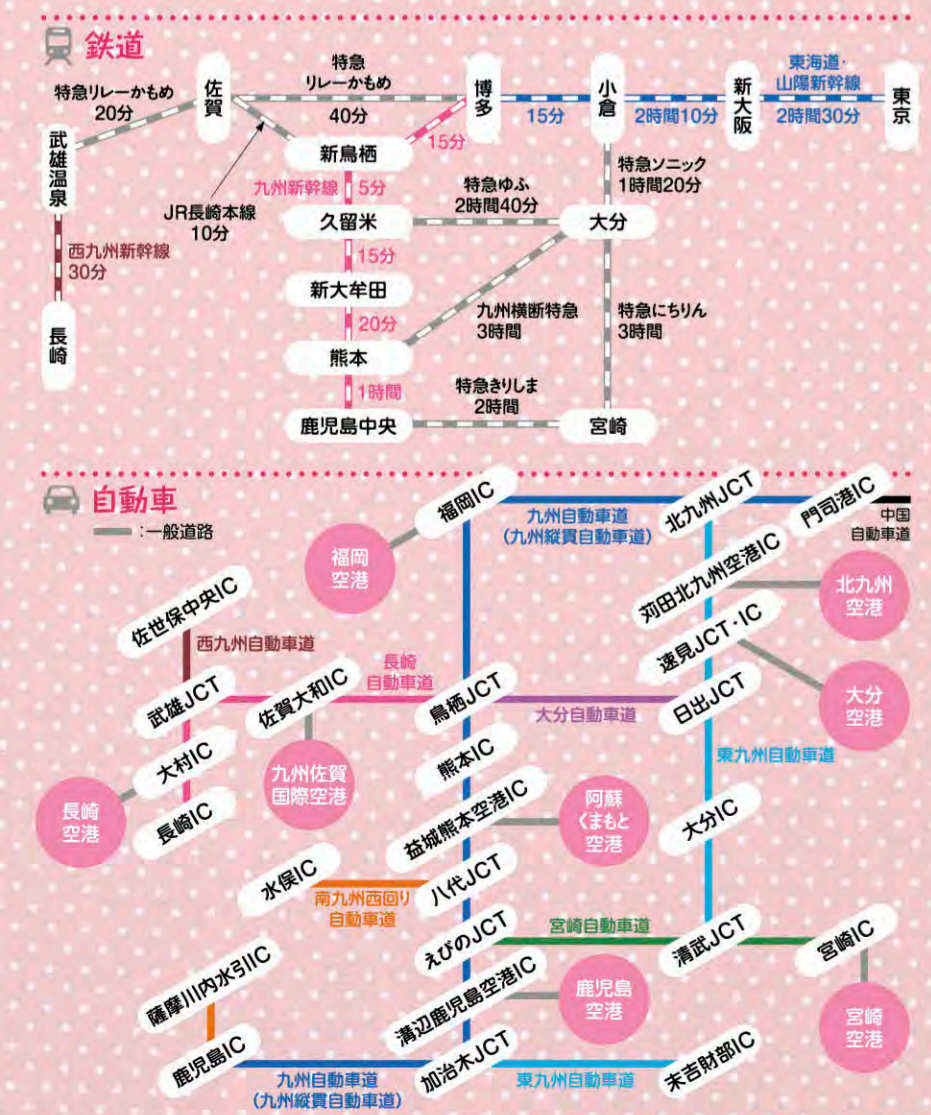 鉄道
特急リレーかもめ
20分
佐賀
特急
リレーかもめ
40分
博多
15分
小倉
2時間10分
新大阪
東海道・
山陽新幹線
2時間30分
東京
武雄温泉
JR長崎本線
10分
新鳥栖
15分
九州新幹線
5分
特急ゆふ
2時間40分
特急ソニック
1時間20分
久留米
大分
西九州新幹線
30分
15分
新大牟田
長崎
20分
九州横断特急
3時間
特急にちりん
3時間
熊本
1時間
特急きりしま
2時間
鹿児島中央
宮崎
自動車
:一般道路
福岡IC
九州自動車道
(九州縦貫自動車道)
北九州JCT
門司港IC
中国
自動車道
福岡
空港
苅田北九州空港IC
北九州
空港
佐世保中央IC
西九州自動車道
速見JCT・IC
大分
空港
武雄JCT
長崎
自動車道
佐賀大和IC
鳥栖JCT
大分自動車道
日出JCT
東九州自動車道
大村IC
九州佐賀
国際空港
熊本IC
長崎
空港
長崎IC
益城熊本空港IC
阿蘇
くまもと
空港
大分IC
水俣IC
南九州西回り
自動車道
八代JCT
えびのJCT
宮崎自動車道
清武JCT
宮崎IC
薩摩川内水引IC
溝辺鹿児島空港IC
鹿児島
空港
宮崎
空港
鹿児島IC
九州自動車道
(九州縦貫自動車道)
加治木JCT
東九州自動車道
末吉財部IC